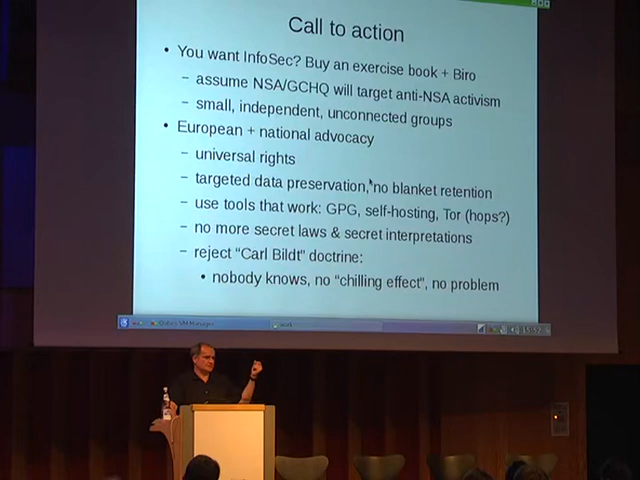 Call to action
• You want InfoSec? Buy an exercise book + Biro
– assume NSA/GCHQ will target anti-NSA activism
– small, independent, unconnected groups
• European + national advocacy
– universal rights
– targeted data preservation, no blanket retention
– use tools that work: GPG, self-hosting, Tor (hops?)
– no more secret laws & secret interpretations
– reject “Carl Bildt” doctrine:
• nobody knows, no “chilling effect”, no problem
Qubes VM Manager